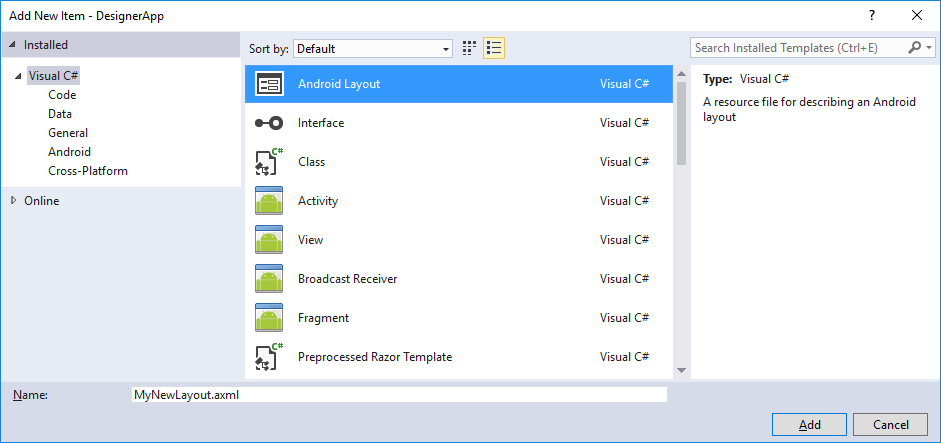 Add New Item - DesignerApp
? ×
Installed
Sort by: Default
Search Installed Templates (Ctrl+E)
Visual C#
Code
Data
General
Android
Cross-Platform
Online
Android Layout Visual C#
Interface Visual C#
C# Class Visual C#
Activity Visual C#
View Visual C#
Broadcast Receiver Visual C#
Fragment Visual C#
C# Preprocessed Razor Template Visual C#
Type: Visual C#
A resource file for describing an Android
layout
Name: MyNewLayout.axml
Add Cancel